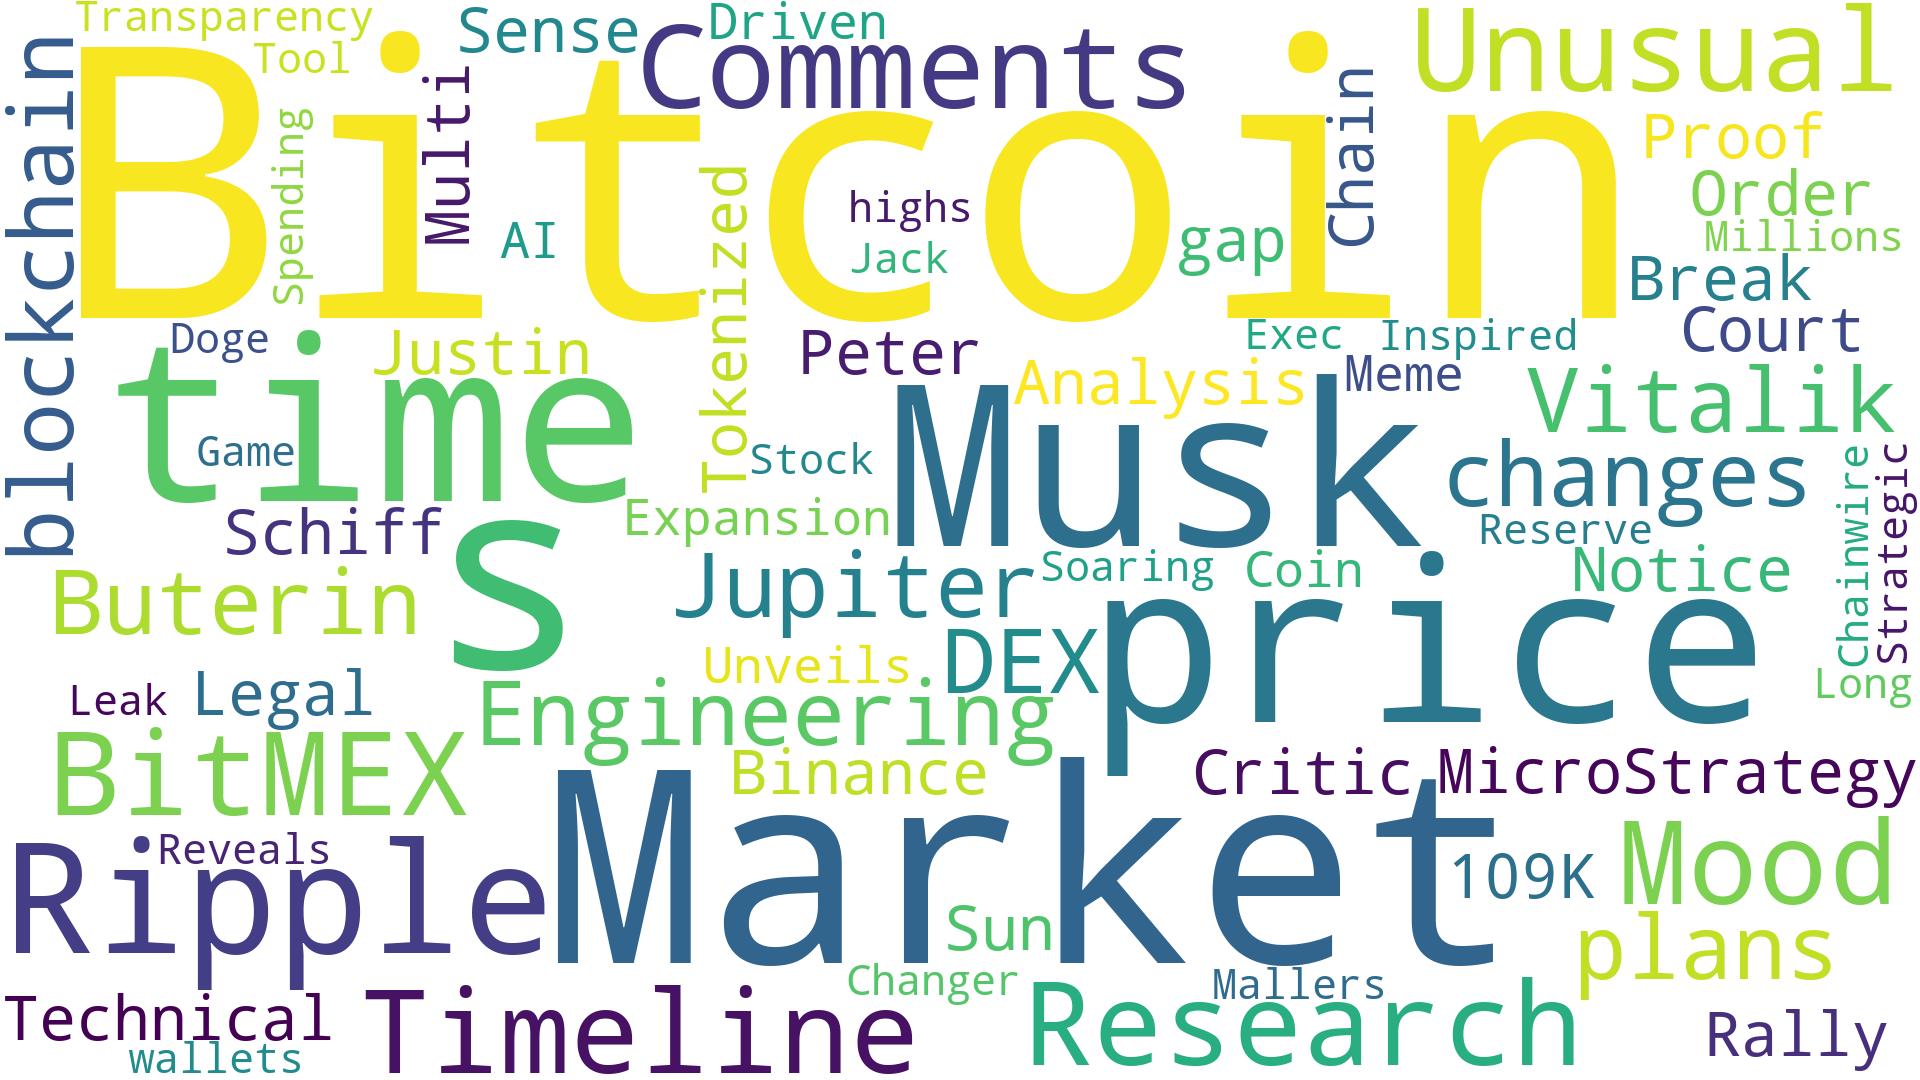 Transparency
Tool
Sense
Driven
Comments
Unusual
blockchain
Bitcoin
Spending
Multi
AI
Tokenized
highs
Jack
gap
Chain
Proof
Order
Millions
Break
Court
Doge
time
Justin
Peter
Exec
Inspired
Analysis
Meme
Vitalik
Game
Stock
Musk
changes
Schiff
s
Expansion
Reserve
Chainwire
Strategic
Buterin
Jupiter
Soaring
Coin
Notice
price
Leak
Legal
Unveils
DEX
Long
Engineering
BitMEX
Binance
Market
Critic
MicroStrategy
Ripple
Reveals
109K
Mood
Sun
plans
Changer
Mallers
Technical
wallets
Timeline
Research
Rally